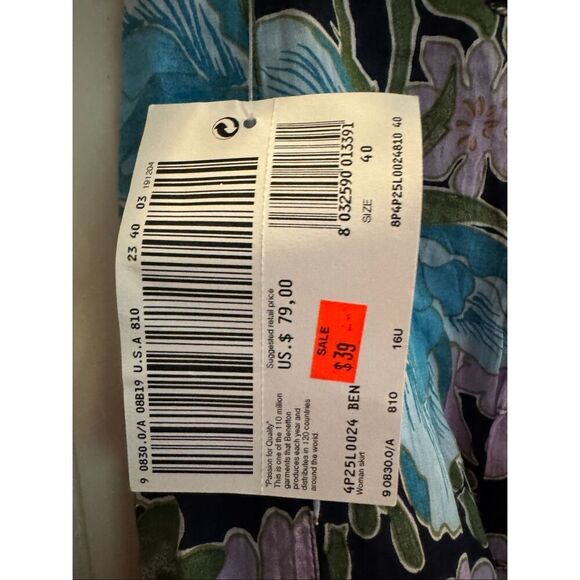 23 40 03 191204
9 0830.0/A 08B19 U.S.A 810
8 032590 013391
40
SIZE
8P4P25L0024810 40
Suggested retail price
US.$ 79,00
SALE
$39
"Passion for Quality"
This is one of the 110 million
garments that Benetton
produces each year and
distributes in 120 countries
around the world
4P25L0024 BEN
Woman skirt
16U
9 0830.0/A 810